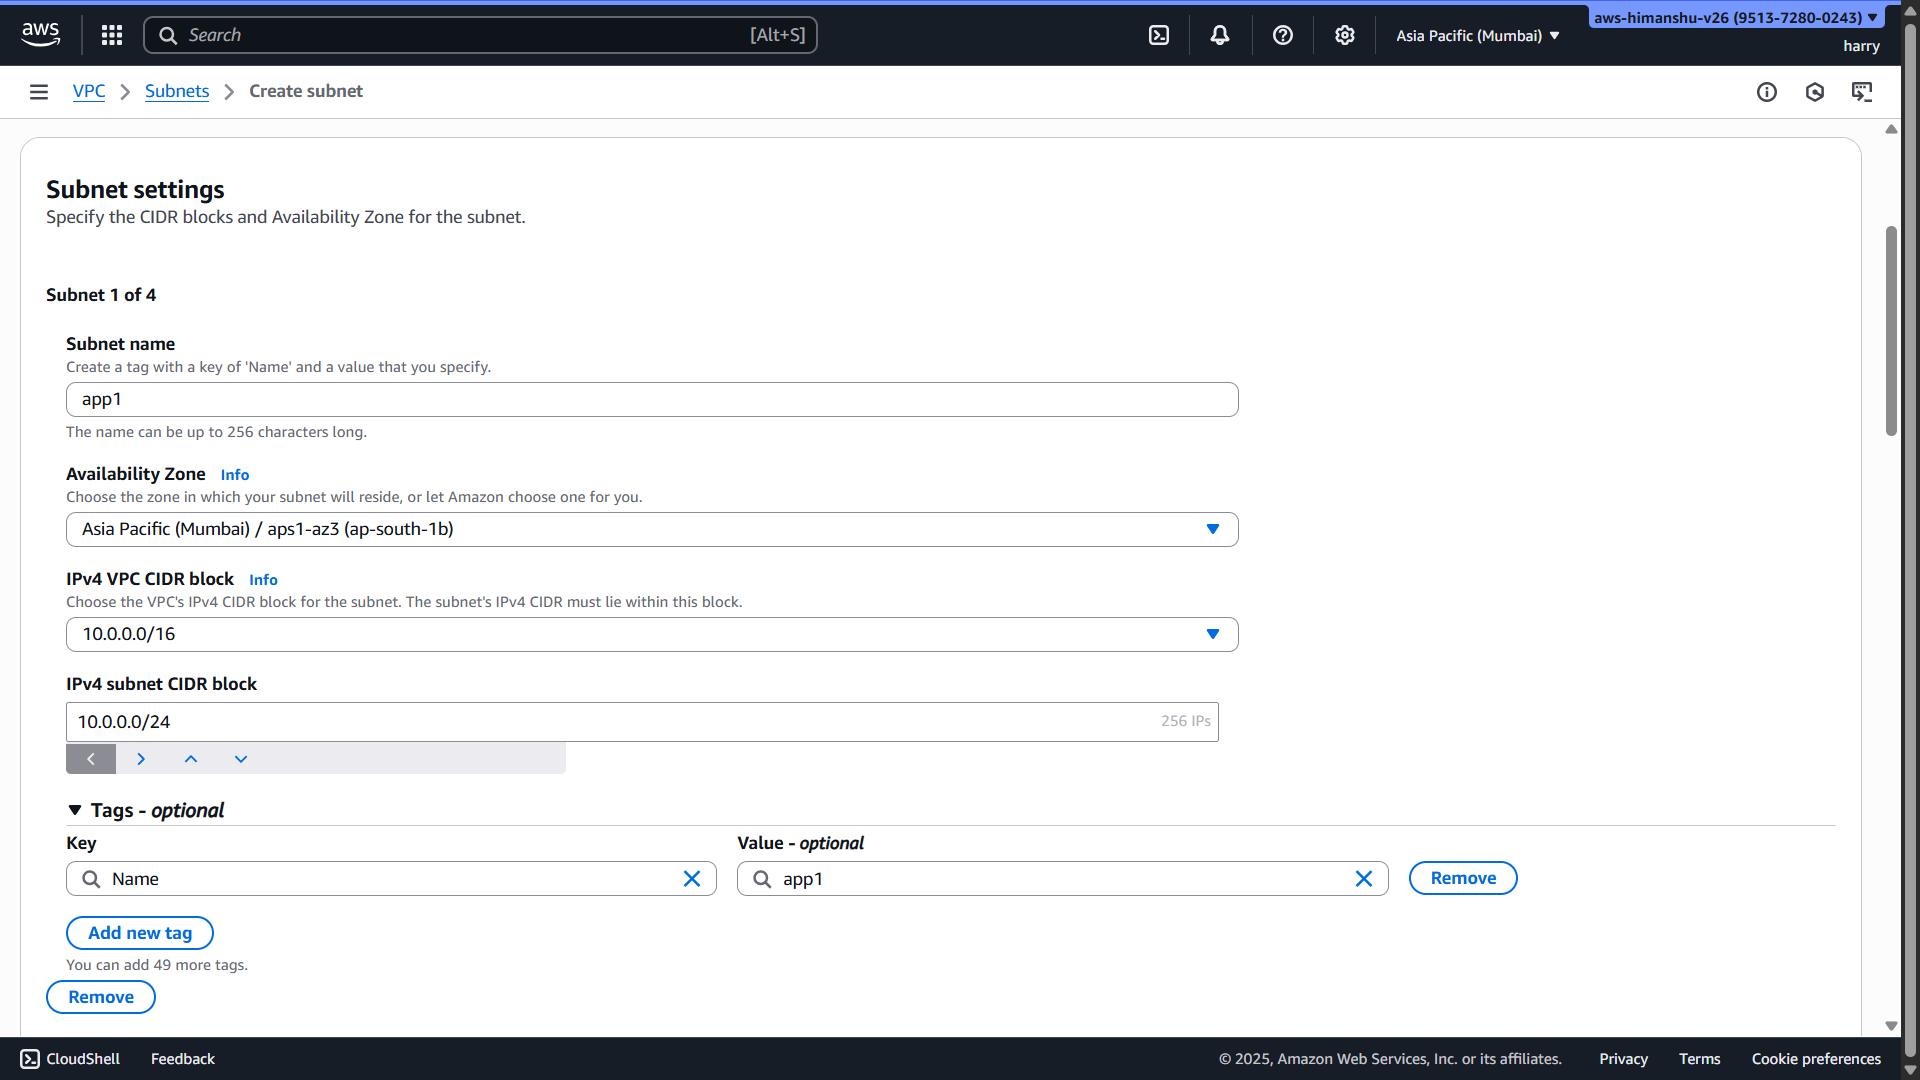 aws
Search [Alt+S]
Asia Pacific (Mumbai)
aws-himanshu-v26 (9513-7280-0243)
harry
VPC Subnets Create subnet
Subnet settings
Specify the CIDR blocks and Availability Zone for the subnet.
Subnet 1 of 4
Subnet name
Create a tag with a key of 'Name' and a value that you specify.
app1
The name can be up to 256 characters long.
Availability Zone Info
Choose the zone in which your subnet will reside, or let Amazon choose one for you.
Asia Pacific (Mumbai) / aps1-az3 (ap-south-1b)
IPv4 VPC CIDR block Info
Choose the VPC's IPv4 CIDR block for the subnet. The subnet's IPv4 CIDR must lie within this block.
10.0.0.0/16
IPv4 subnet CIDR block
10.0.0.0/24 256 IPs
Tags - optional
Key Value - optional
Name app1 Remove
Add new tag
You can add 49 more tags.
Remove
CloudShell Feedback © 2025, Amazon Web Services, Inc. or its affiliates. Privacy Terms Cookie preferences